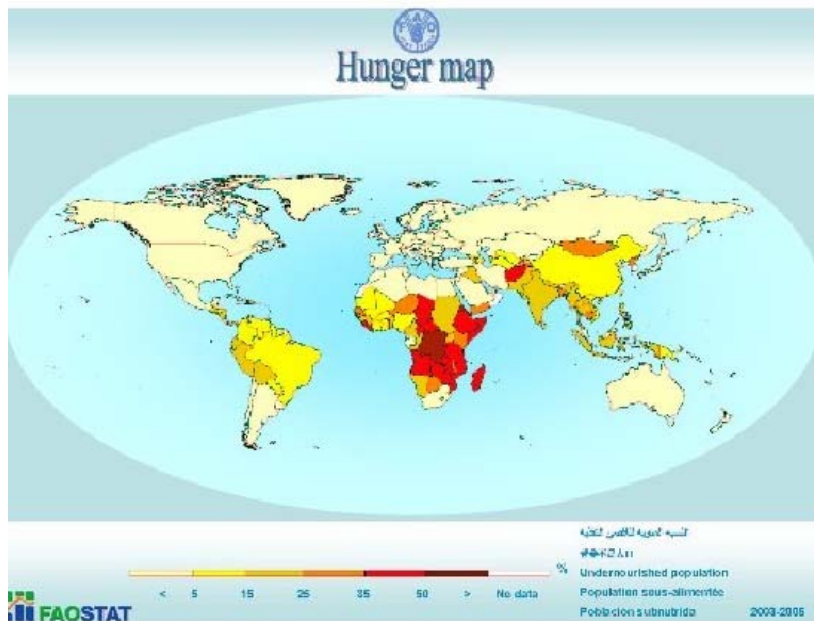 FAO
Hunger map
%
< 5 15 25 35 50 > No data
Undernourished population
Population sous-alimentée
Población subnutrida 2003-2005
FAOSTAT